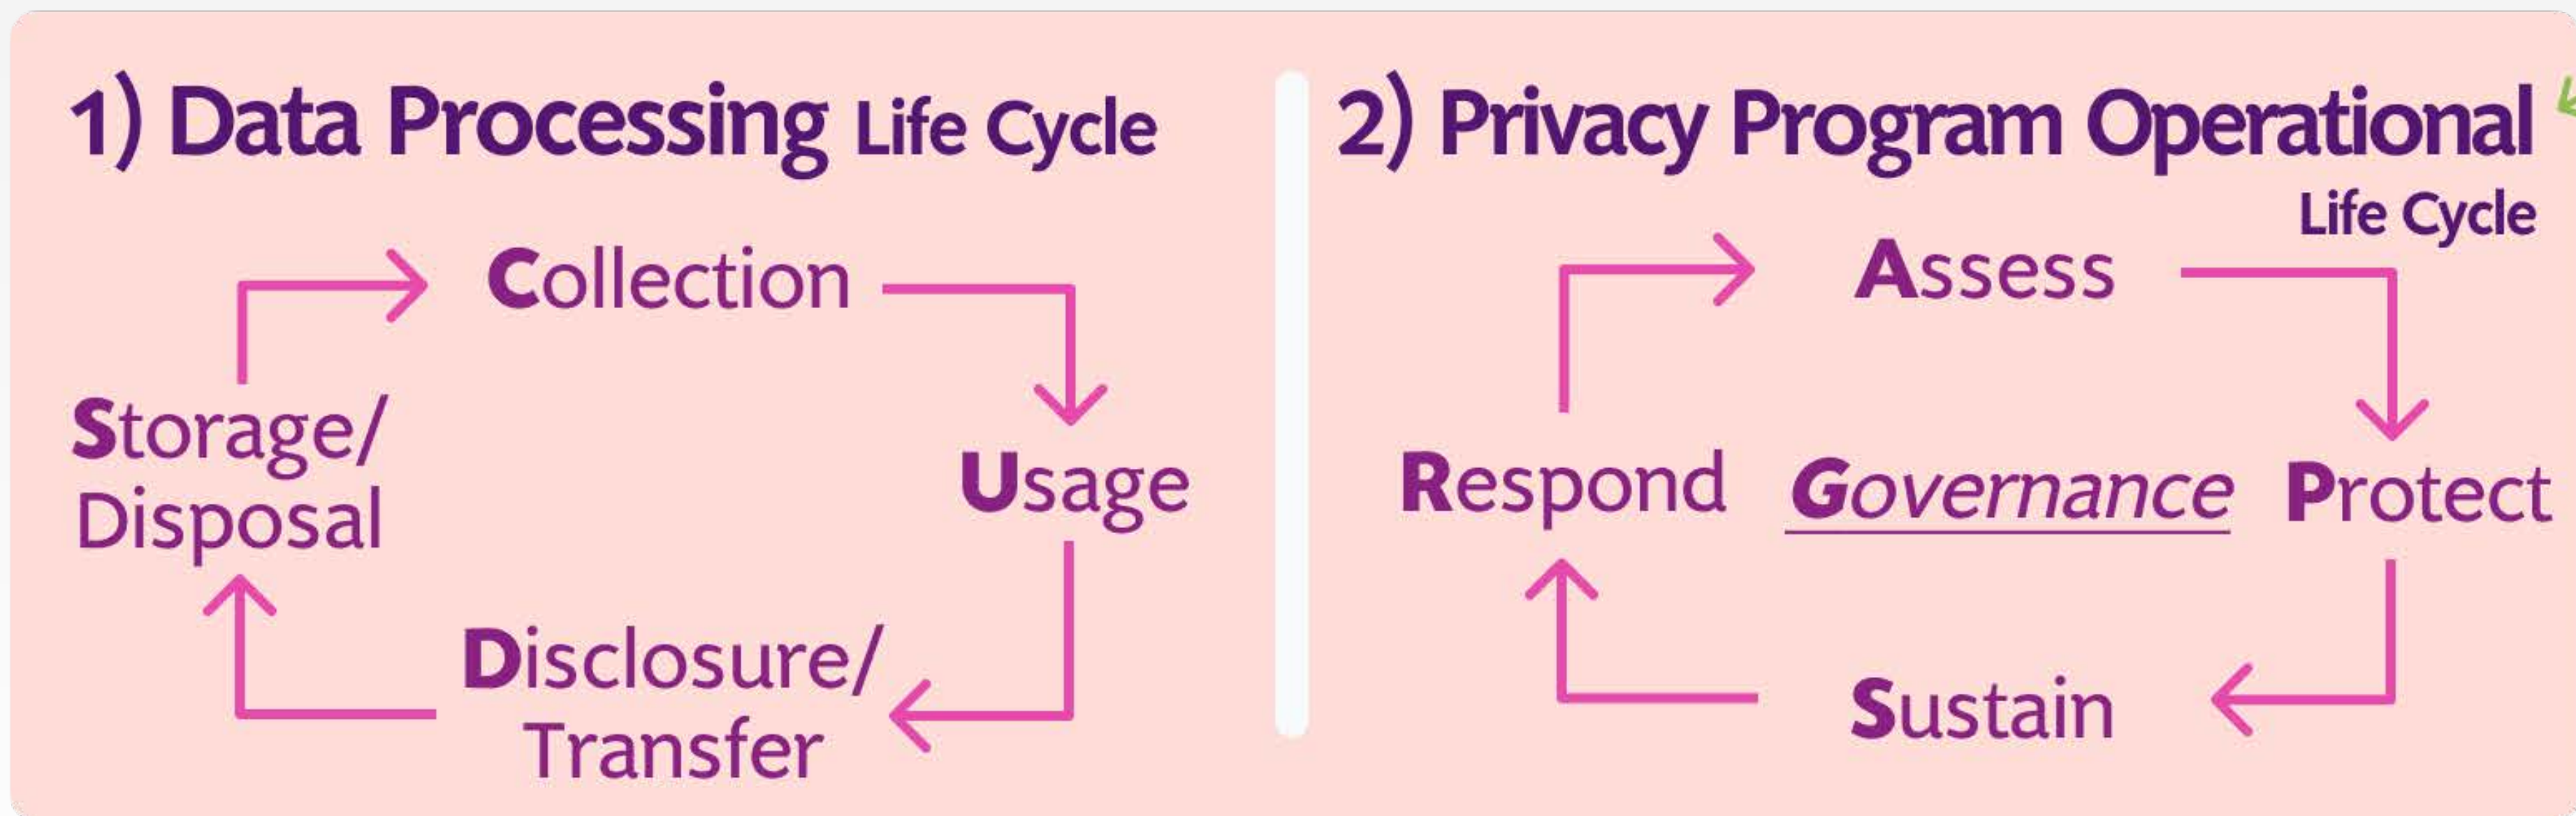 1) Data Processing Life Cycle
Collection
Usage
Disclosure/
Transfer
Storage/
Disposal
2) Privacy Program Operational
Life Cycle
Assess
Protect
Sustain
Respond
Governance